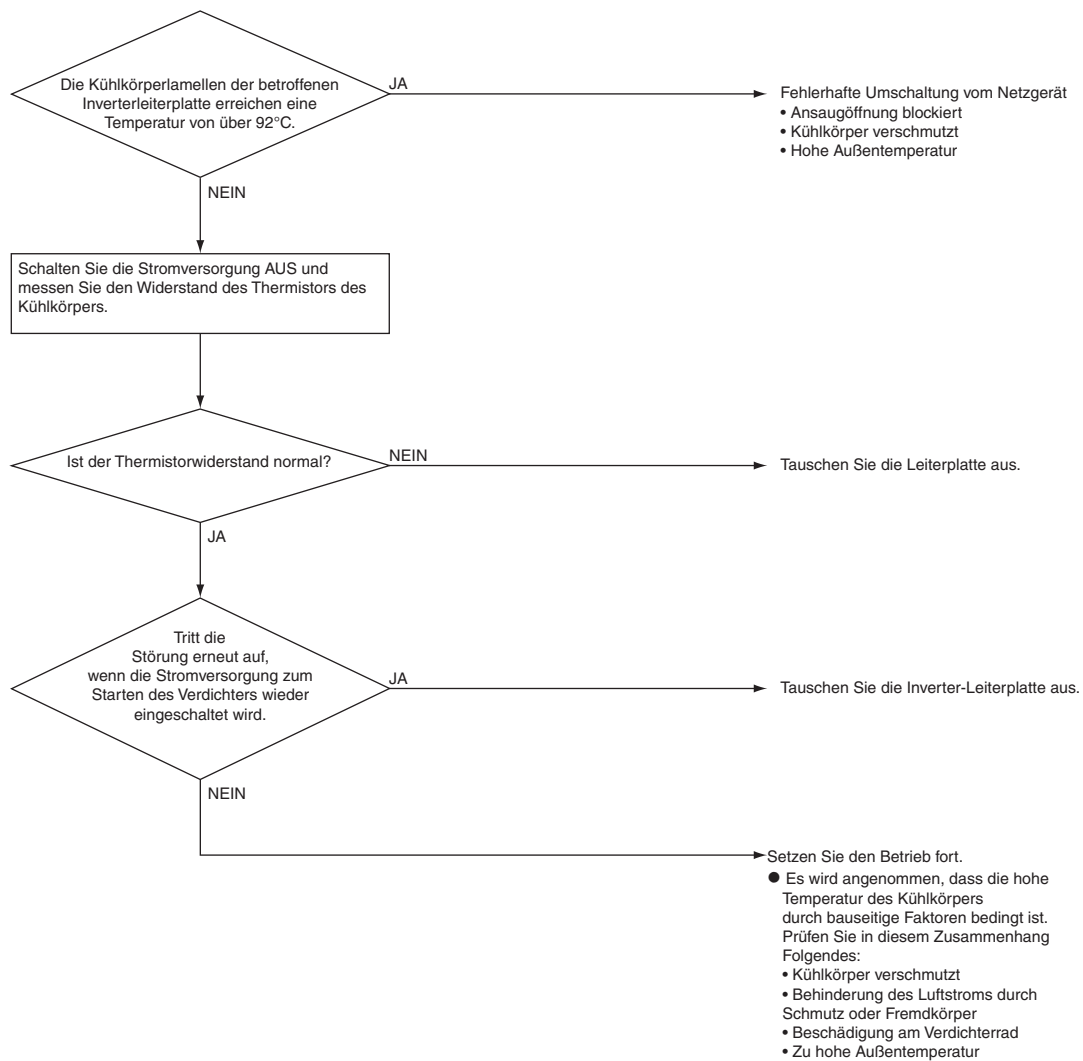 Die Kühlkörperlamellen der betroffenen
Inverterleiterplatte erreichen eine
Temperatur von über 92°C.
JA
Fehlerhafte Umschaltung vom Netzgerät
• Ansaugöffnung blockiert
• Kühlkörper verschmutzt
• Hohe Außentemperatur
NEIN
Schalten Sie die Stromversorgung AUS und
messen Sie den Widerstand des Thermistors des
Kühlkörpers.
Ist der Thermistorwiderstand normal?
NEIN
Tauschen Sie die Leiterplatte aus.
JA
Tritt die
Störung erneut auf,
wenn die Stromversorgung zum
Starten des Verdichters wieder
eingeschaltet wird.
JA
Tauschen Sie die Inverter-Leiterplatte aus.
NEIN
Setzen Sie den Betrieb fort.
● Es wird angenommen, dass die hohe
Temperatur des Kühlkörpers
durch bauseitige Faktoren bedingt ist.
Prüfen Sie in diesem Zusammenhang
Folgendes:
• Kühlkörper verschmutzt
• Behinderung des Luftstroms durch
Schmutz oder Fremdkörper
• Beschädigung am Verdichterrad
• Zu hohe Außentemperatur